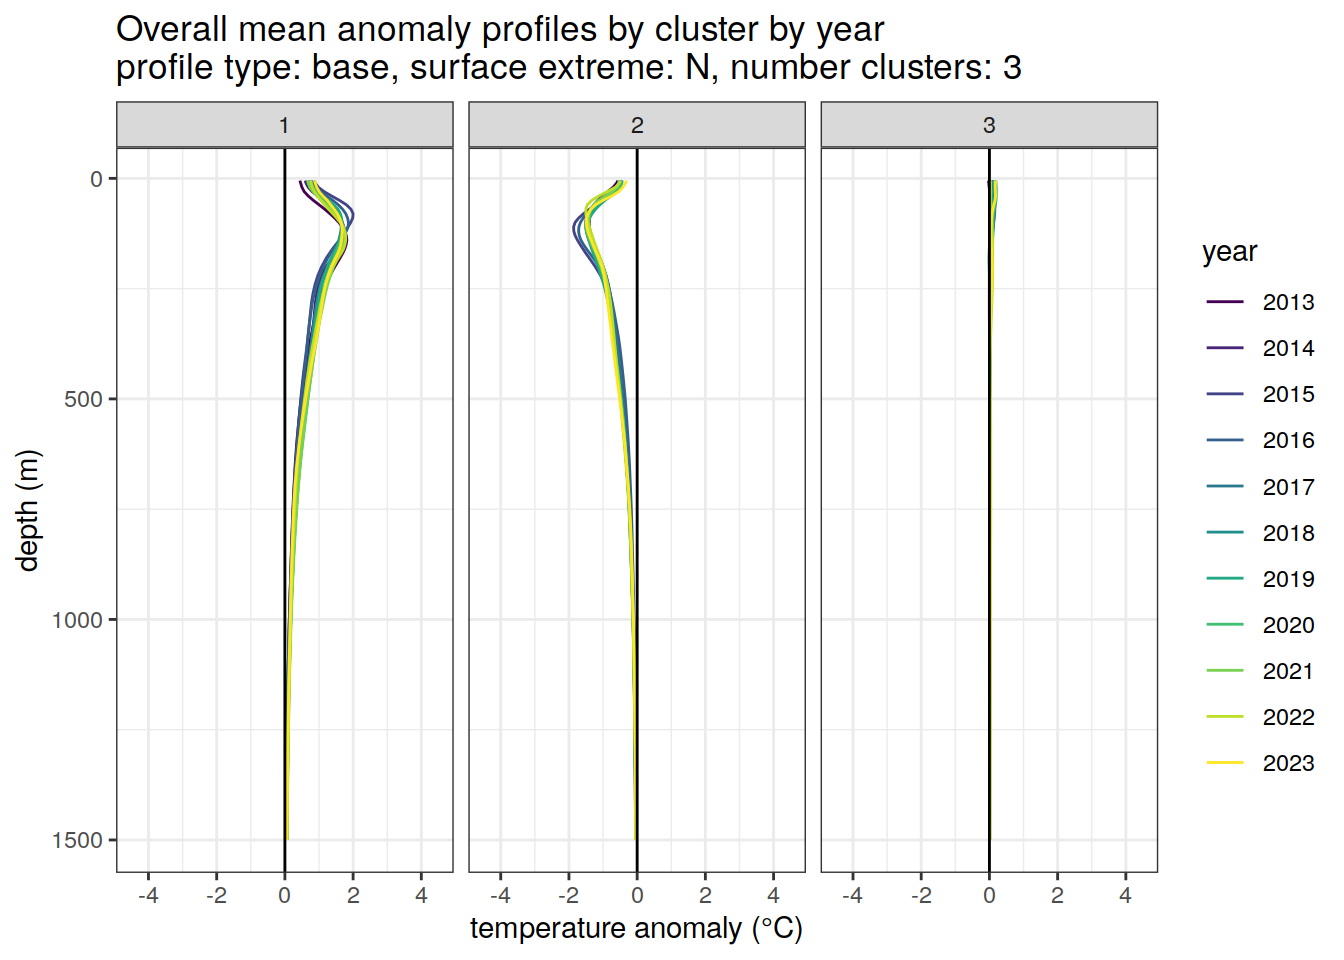 Overall mean anomaly profiles by cluster by year
profile type: base, surface extreme: N, number clusters: 3
1
2
3
0
500
1000
1500
depth (m)
-4 -2 0 2 4
-4 -2 0 2 4
-4 -2 0 2 4
temperature anomaly (°C)
year
2013
2014
2015
2016
2017
2018
2019
2020
2021
2022
2023